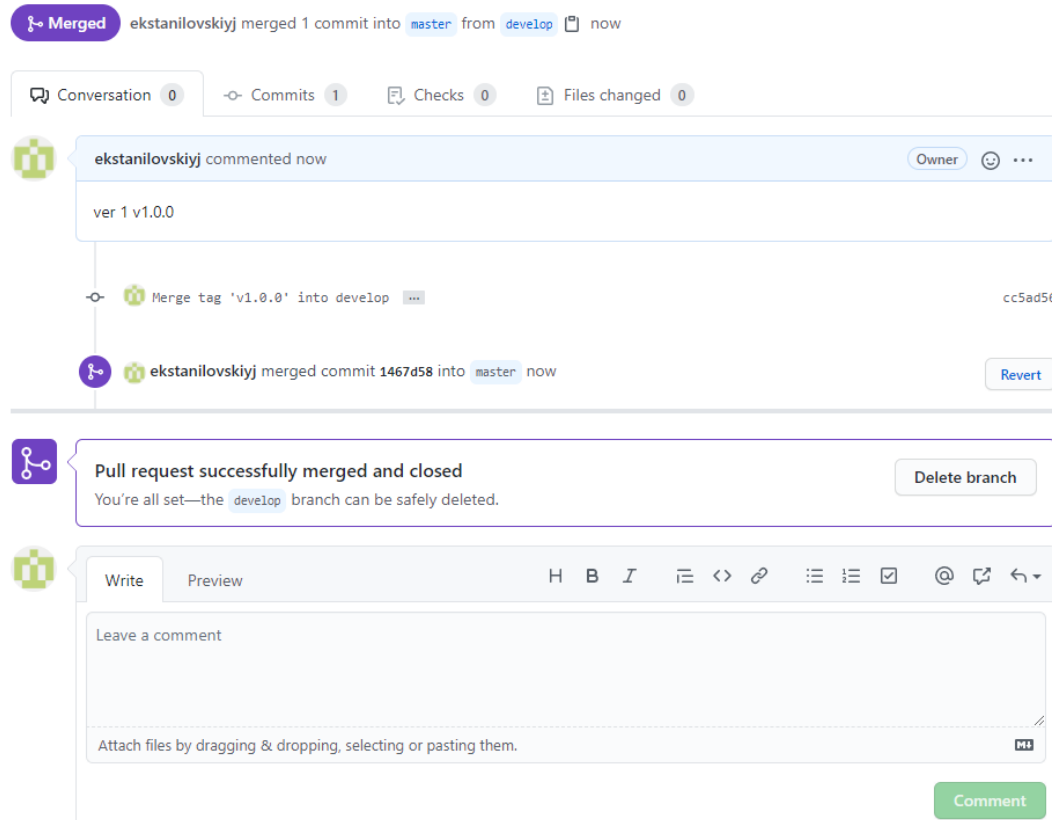 Merged ekstanilovskiyj merged 1 commit into master from develop now
Conversation 0 Commits 1 Checks 0 Files changed 0
ekstanilovskiyj commented now Owner ...
ver 1 v1.0.0
Merge tag 'v1.0.0' into develop ... cc5ad56
ekstanilovskiyj merged commit 1467d58 into master now Revert
Pull request successfully merged and closed
You're all set—the develop branch can be safely deleted.
Delete branch
Write Preview H B I @
Leave a comment
Attach files by dragging & dropping, selecting or pasting them. M↓
Comment